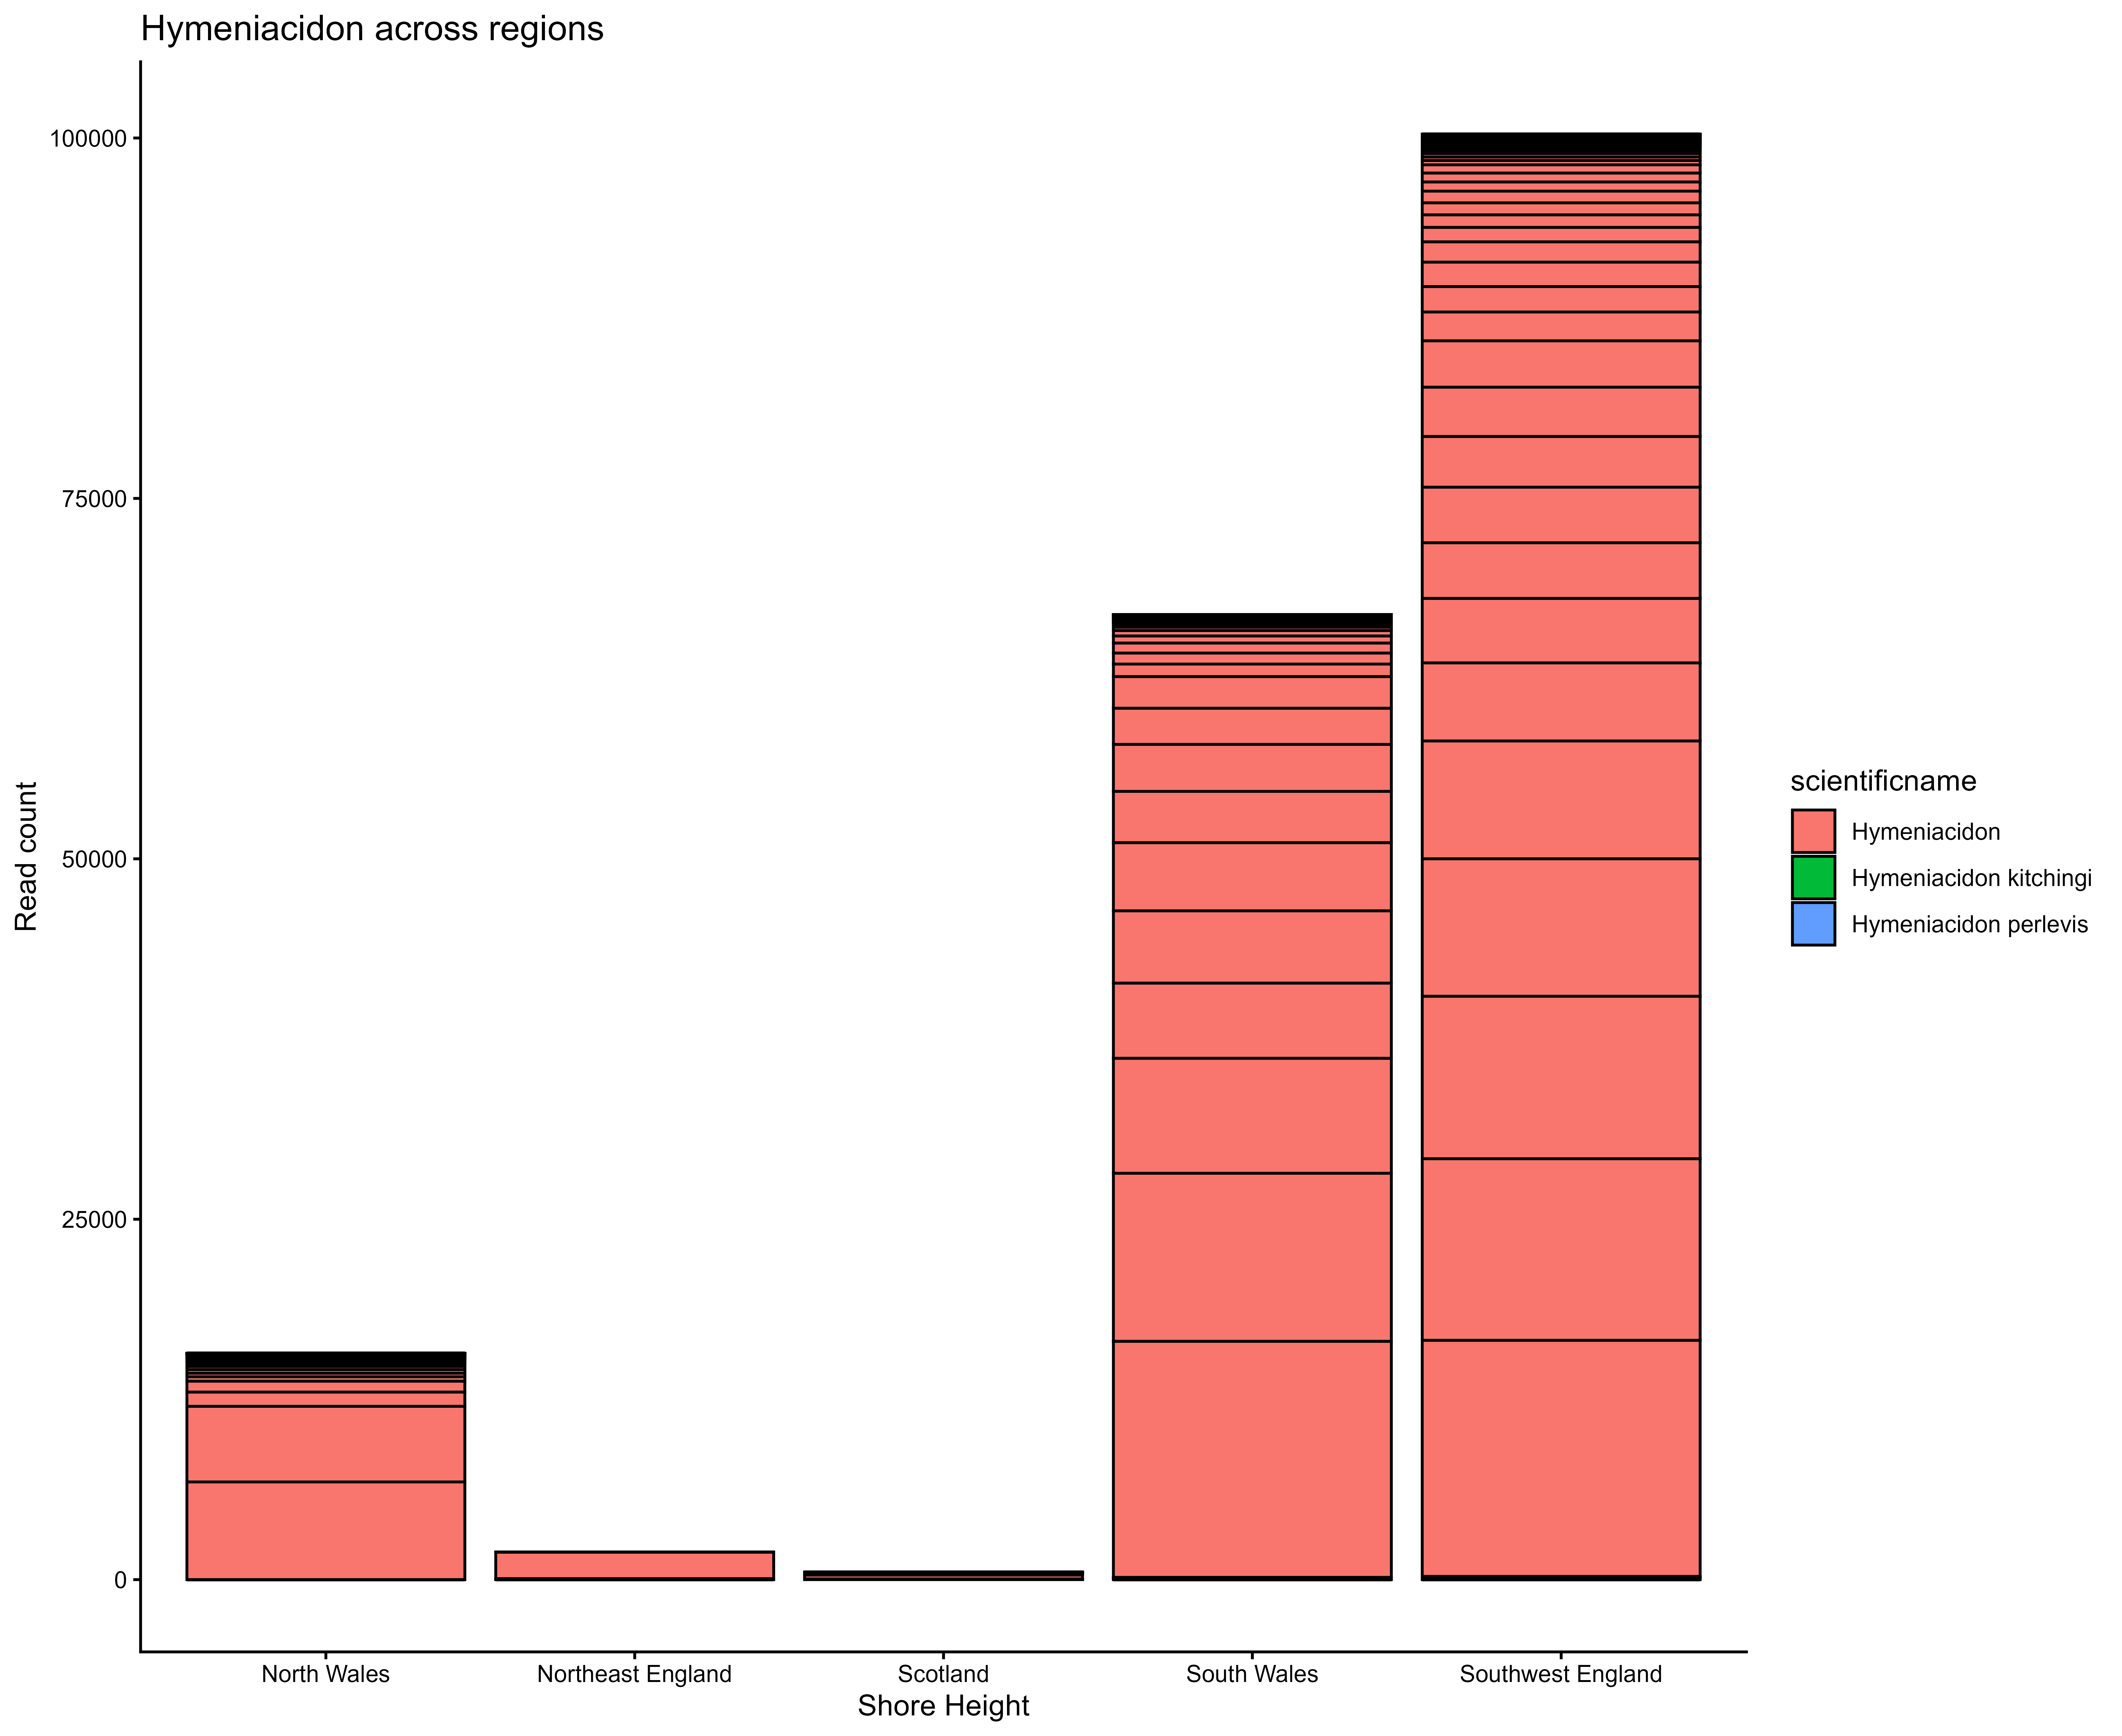 Hymeniacidon across regions
Read count
100000
75000
50000
25000
0
North Wales
Northeast England
Scotland
South Wales
Southwest England
Shore Height
scientificname
Hymeniacidon
Hymeniacidon kitchingi
Hymeniacidon perlevis